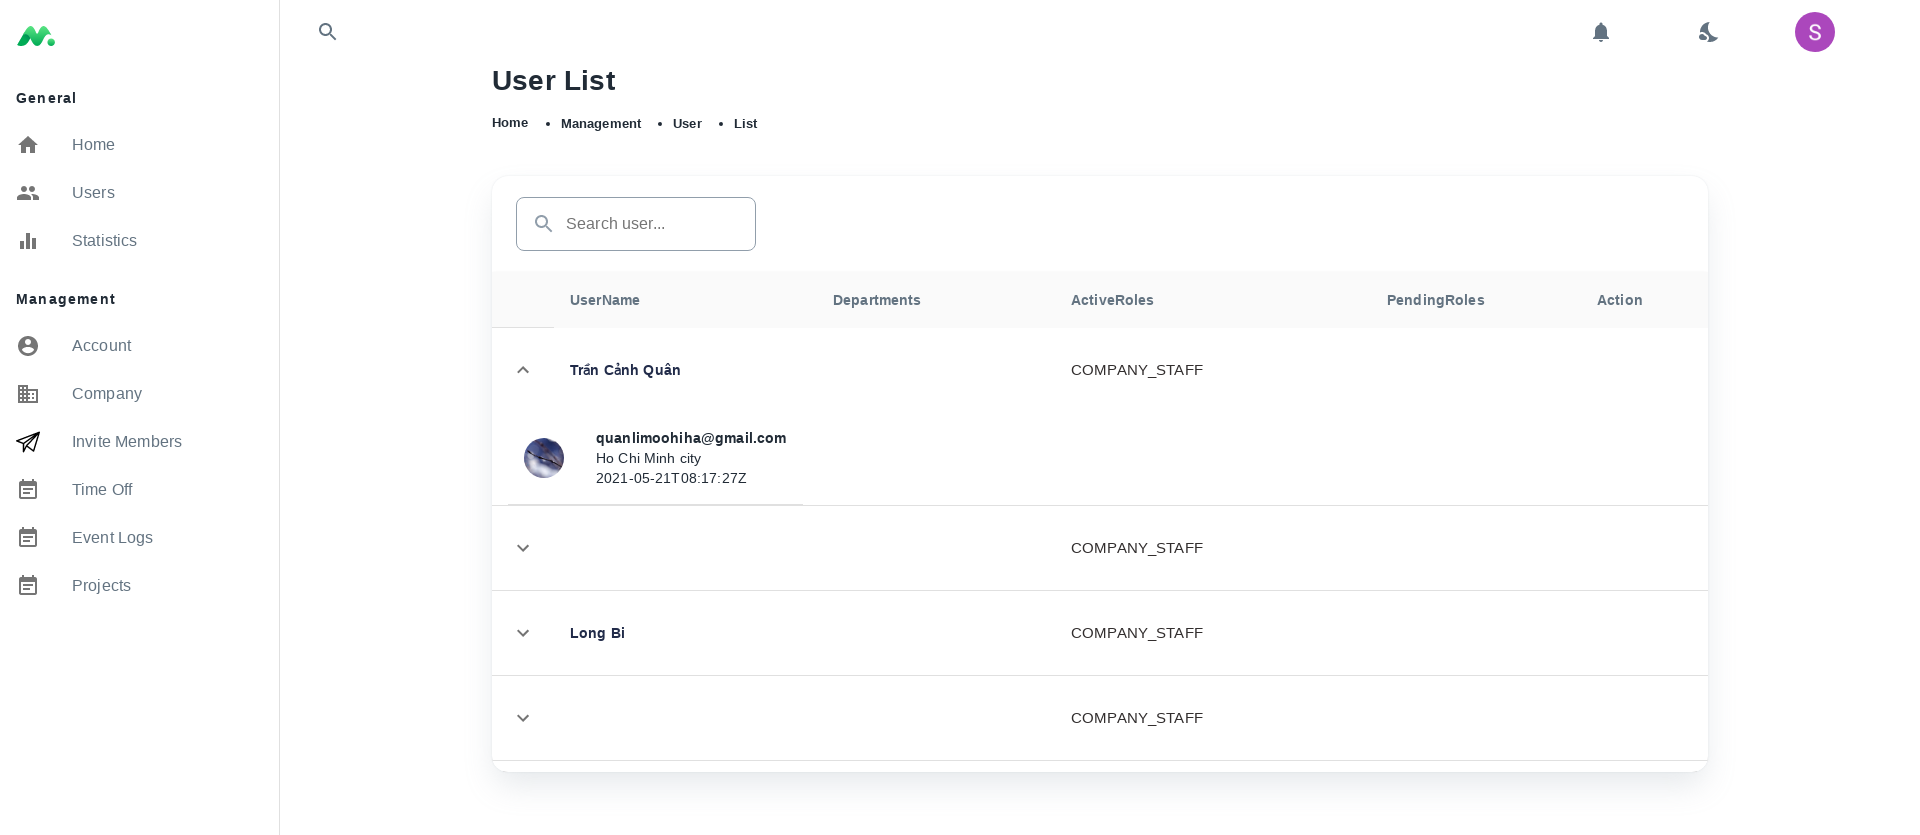 General
Home
Users
Statistics
Management
Account
Company
Invite Members
Time Off
Event Logs
Projects
S
User List
Home • Management • User • List
Search user...
UserName Departments ActiveRoles PendingRoles Action
Trần Cảnh Quân COMPANY_STAFF
quanlimoohiha@gmail.com
Ho Chi Minh city
2021-05-21T08:17:27Z
COMPANY_STAFF
Long Bi COMPANY_STAFF
COMPANY_STAFF